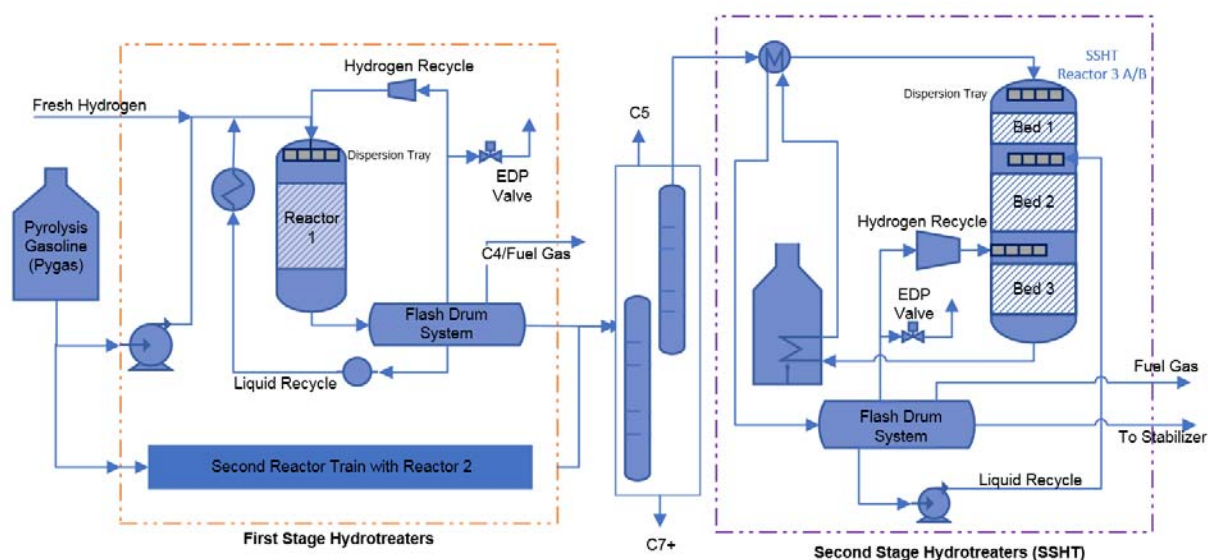 Hydrogen Recycle
Fresh Hydrogen
Dispersion Tray
EDP
Valve
Pyrolysis
Gasoline
(Pygas)
Reactor
1
C4/Fuel Gas
Flash Drum
System
Liquid Recycle
Second Reactor Train with Reactor 2
First Stage Hydrotreaters
C5
C7+
SSHT
Reactor 3 A/B
Dispersion Tray
Bed 1
Bed 2
Hydrogen Recycle
Bed 3
EDP
Valve
Fuel Gas
Flash Drum
System
To Stabilizer
Liquid Recycle
Second Stage Hydrotreaters (SSHT)